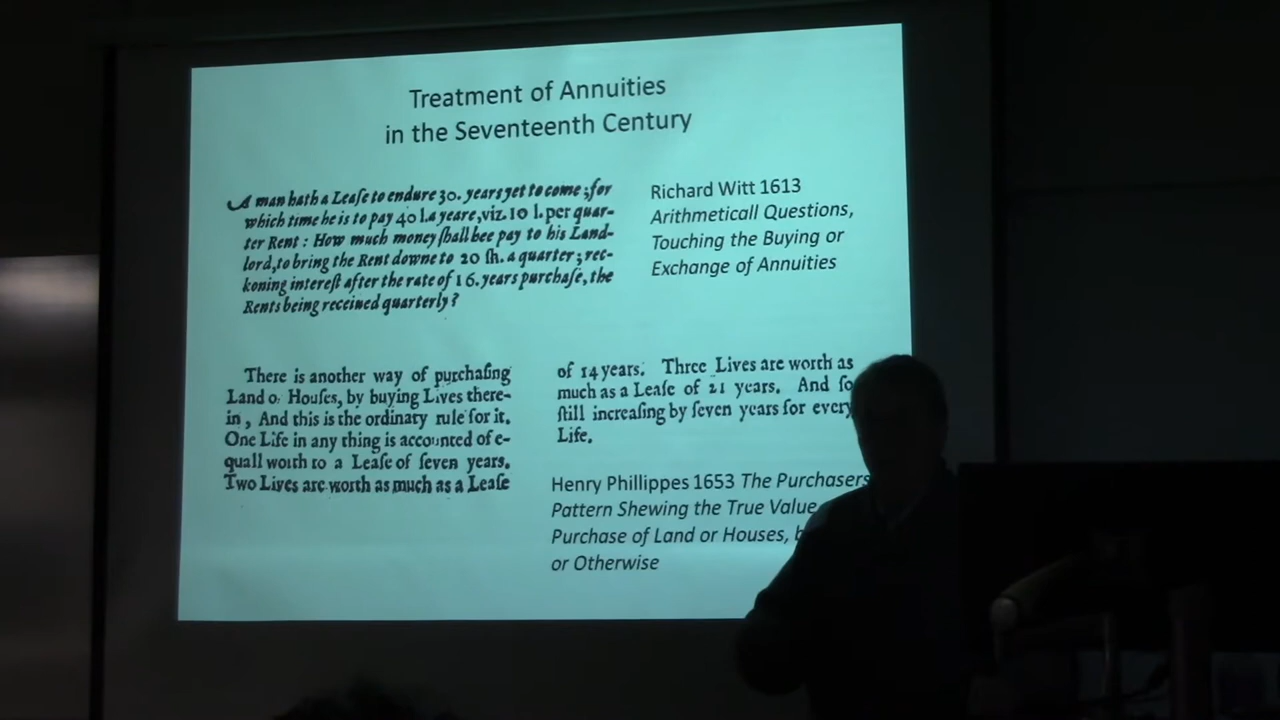 Treatment of Annuities
in the Seventeenth Century
A man hath a Leaſe to endure 30. years yet to come; for
which time he is to pay 40 l. a yeare, viz. 10 l. per quar-
ter Rent: How much money ſhall bee pay to his Land-
lord, to bring the Rent downe to 20 ſh. a quarter; rec-
koning intereſt after the rate of 16. years purchaſe, the
Rents being received quarterly?
Richard Witt 1613
Arithmeticall Questions,
Touching the Buying or
Exchange of Annuities
There is another way of purchaſing
Land or Houſes, by buying Lives there-
in, And this is the ordinary rule for it.
One Life in any thing is accounted of e-
quall worth to a Leaſe of ſeven years.
Two Lives are worth as much as a Leaſe
of 14 years. Three Lives are worth as
much as a Leaſe of 21 years. And ſo
ſtill increaſing by ſeven years for every
Life.
Henry Phillippes 1653 The Purchasers
Pattern Shewing the True Value
Purchase of Land or Houses,
or Otherwise